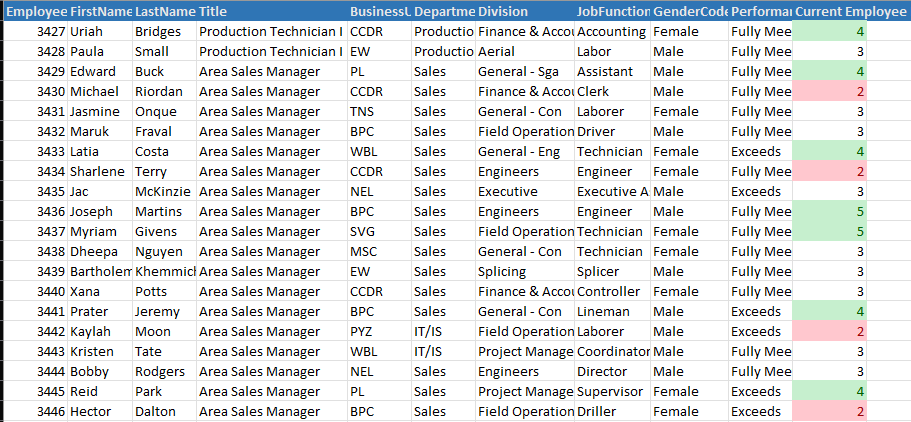 Employee FirstName LastName Title BusinessU Departme Division JobFunction GenderCode Performan Current Employee
3427 Uriah Bridges Production Technician I CCDR Productio Finance & Accou Accounting Female Fully Mee 4
3428 Paula Small Production Technician I EW Productio Aerial Labor Male Fully Mee 3
3429 Edward Buck Area Sales Manager PL Sales General - Sga Assistant Male Fully Mee 4
3430 Michael Riordan Area Sales Manager CCDR Sales Finance & Accou Clerk Male Fully Mee 2
3431 Jasmine Onque Area Sales Manager TNS Sales General - Con Laborer Female Fully Mee 3
3432 Maruk Fraval Area Sales Manager BPC Sales Field Operation Driver Male Fully Mee 3
3433 Latia Costa Area Sales Manager WBL Sales General - Eng Technician Female Exceeds 4
3434 Sharlene Terry Area Sales Manager CCDR Sales Engineers Engineer Female Fully Mee 2
3435 Jac McKinzie Area Sales Manager NEL Sales Executive Executive A Male Exceeds 3
3436 Joseph Martins Area Sales Manager BPC Sales Engineers Engineer Male Fully Mee 5
3437 Myriam Givens Area Sales Manager SVG Sales Field Operation Technician Female Fully Mee 5
3438 Dheepa Nguyen Area Sales Manager MSC Sales General - Con Technician Female Fully Mee 3
3439 Bartholem Khemmich Area Sales Manager EW Sales Splicing Splicer Male Fully Mee 3
3440 Xana Potts Area Sales Manager CCDR Sales Finance & Accou Controller Female Fully Mee 3
3441 Prater Jeremy Area Sales Manager BPC Sales General - Con Lineman Male Exceeds 4
3442 Kaylah Moon Area Sales Manager PYZ IT/IS Field Operation Laborer Male Exceeds 2
3443 Kristen Tate Area Sales Manager WBL IT/IS Project Manage Coordinator Male Fully Mee 3
3444 Bobby Rodgers Area Sales Manager NEL Sales Engineers Director Male Fully Mee 3
3445 Reid Park Area Sales Manager PL Sales Project Manage Supervisor Female Exceeds 4
3446 Hector Dalton Area Sales Manager BPC Sales Field Operation Driller Female Exceeds 2